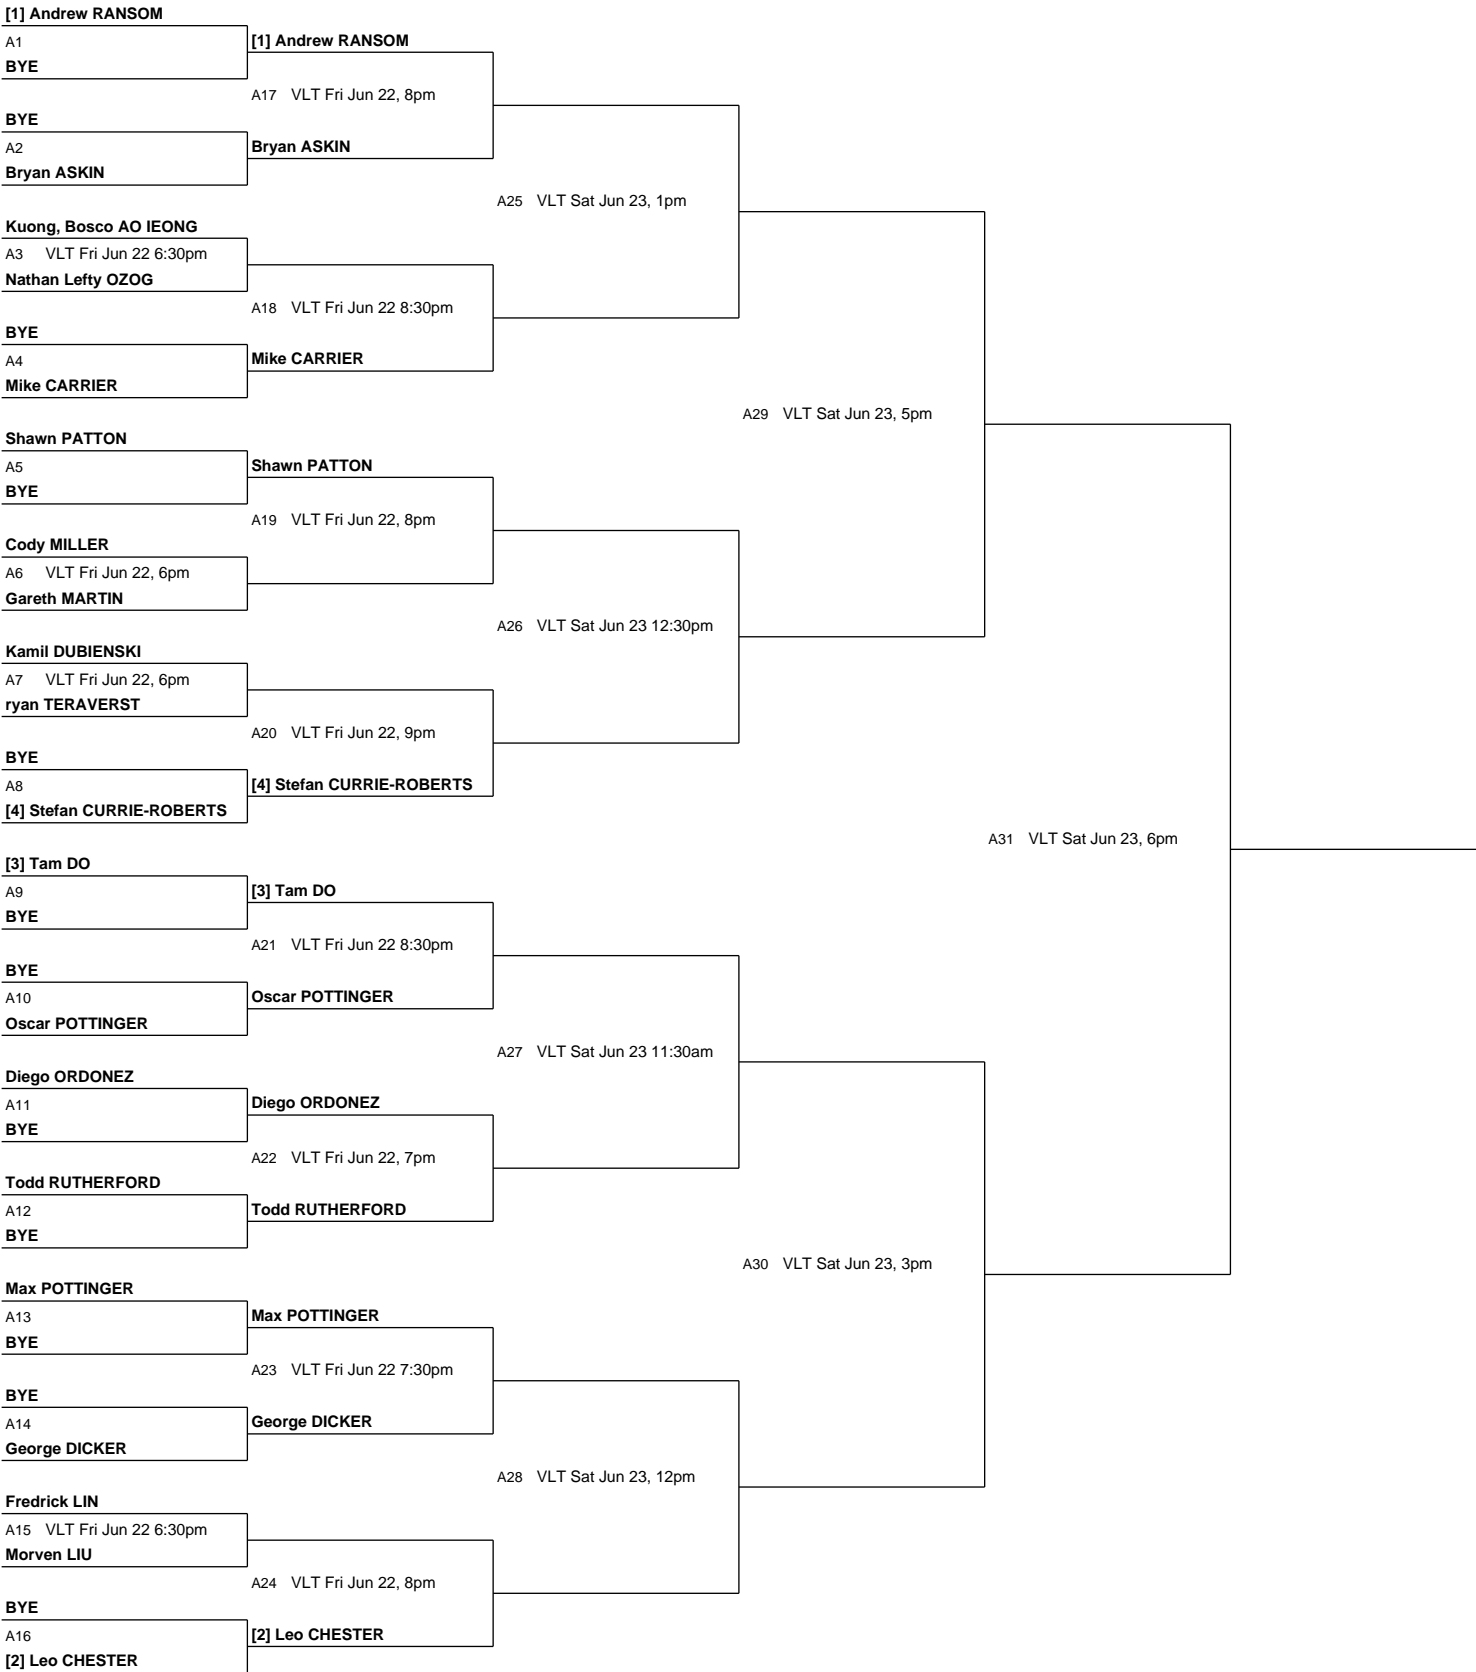 [1] Andrew RANSOM
A1
[1] Andrew RANSOM
BYE
A17 VLT Fri Jun 22, 8pm
BYE
A2
Bryan ASKIN
Bryan ASKIN
A25 VLT Sat Jun 23, 1pm
Kuong, Bosco AO IEONG
A3 VLT Fri Jun 22 6:30pm
Nathan Lefty OZOG
A18 VLT Fri Jun 22 8:30pm
BYE
A4
Mike CARRIER
Mike CARRIER
A29 VLT Sat Jun 23, 5pm
Shawn PATTON
A5
Shawn PATTON
BYE
A19 VLT Fri Jun 22, 8pm
Cody MILLER
A6 VLT Fri Jun 22, 6pm
Gareth MARTIN
A26 VLT Sat Jun 23 12:30pm
Kamil DUBIENSKI
A7 VLT Fri Jun 22, 6pm
ryan TERAVERST
A20 VLT Fri Jun 22, 9pm
BYE
A8
[4] Stefan CURRIE-ROBERTS
[4] Stefan CURRIE-ROBERTS
A31 VLT Sat Jun 23, 6pm
[3] Tam DO
A9
[3] Tam DO
BYE
A21 VLT Fri Jun 22 8:30pm
BYE
A10
Oscar POTTINGER
Oscar POTTINGER
A27 VLT Sat Jun 23 11:30am
Diego ORDONEZ
A11
Diego ORDONEZ
BYE
A22 VLT Fri Jun 22, 7pm
Todd RUTHERFORD
A12
Todd RUTHERFORD
BYE
A30 VLT Sat Jun 23, 3pm
Max POTTINGER
A13
Max POTTINGER
BYE
A23 VLT Fri Jun 22 7:30pm
BYE
A14
George DICKER
George DICKER
A28 VLT Sat Jun 23, 12pm
Fredrick LIN
A15 VLT Fri Jun 22 6:30pm
Morven LIU
A24 VLT Fri Jun 22, 8pm
BYE
A16
[2] Leo CHESTER
[2] Leo CHESTER